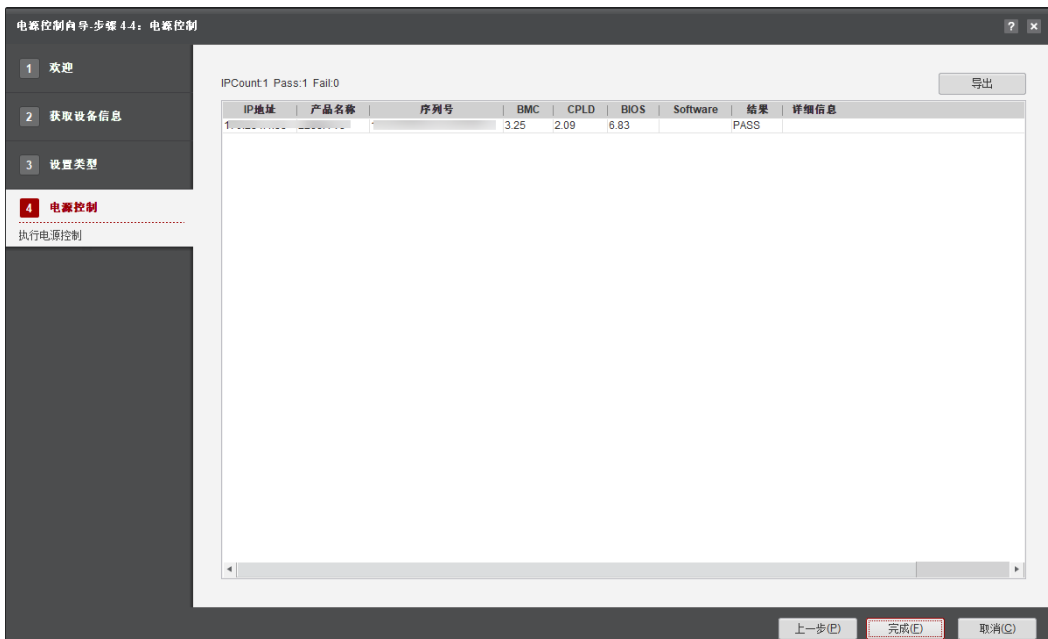 电源控制向导-步骤 4-4：电源控制
? ×
1 欢迎
2 获取设备信息
3 设置类型
4 电源控制
执行电源控制
IPCount:1 Pass:1 Fail:0
导出
IP地址 产品名称 序列号 BMC CPLD BIOS Software 结果 详细信息
3.25 2.09 6.83 PASS
上一步(P) 完成(F) 取消(C)